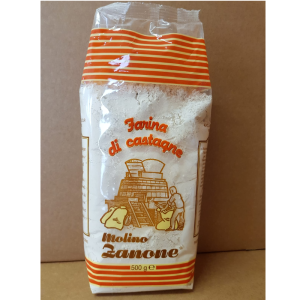 Farina
di castagne
Molino
Zanone
500 g e